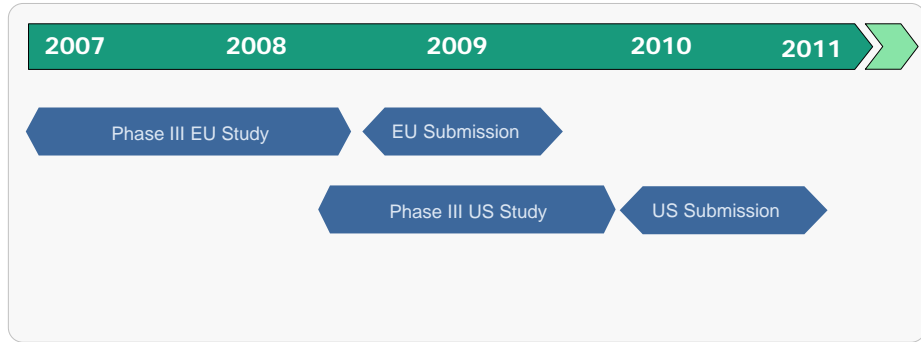 2007 2008 2009 2010 2011
Phase III EU Study EU Submission
Phase III US Study US Submission